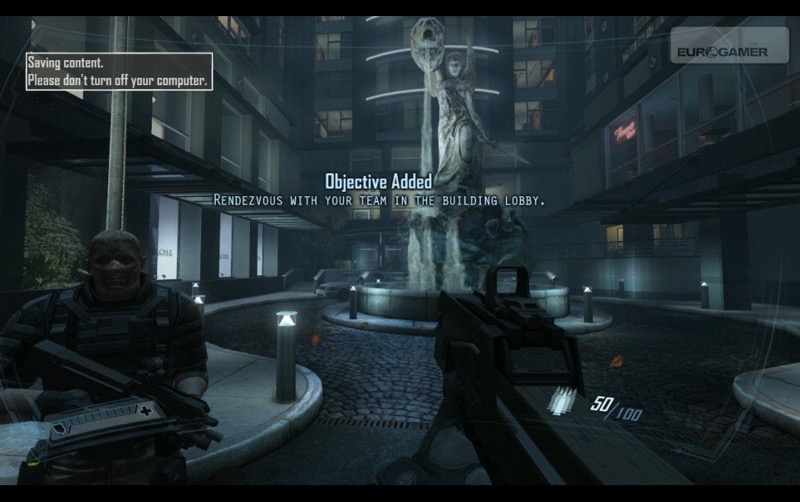 Saving content.
Please don't turn off your computer.
EUROGAMER
Objective Added
RENDEZVOUS WITH YOUR TEAM IN THE BUILDING LOBBY.
50/100